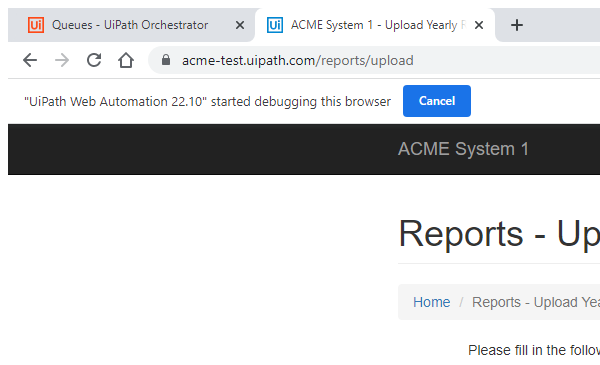 Ui Queues - UiPath Orchestrator
Ui ACME System 1 - Upload Yearly
acme-test.uipath.com/reports/upload
"UiPath Web Automation 22.10" started debugging this browser
Cancel
ACME System 1
Reports - Up
Home / Reports - Upload Yea
Please fill in the follow